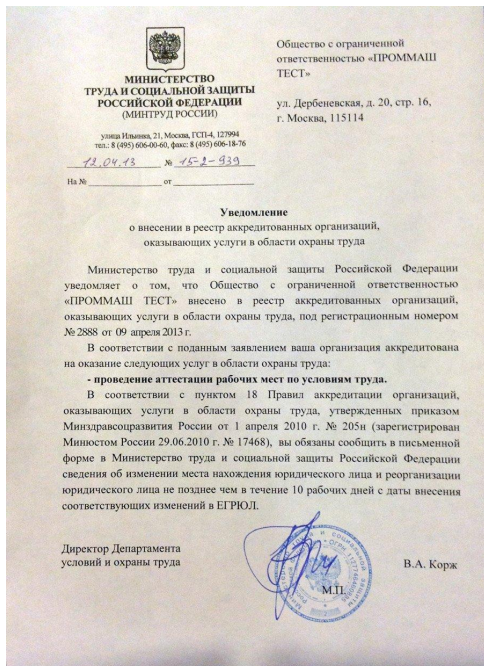 МИНИСТЕРСТВО
ТРУДА И СОЦИАЛЬНОЙ ЗАЩИТЫ
РОССИЙСКОЙ ФЕДЕРАЦИИ
(МИНТРУД РОССИИ)
улица Ильинка, 21, Москва, ГСП-4, 127994
тел.: 8 (495) 606-00-60, факс: 8 (495) 606-18-76
12.04.13 № 15-2-939
На № от
Общество с ограниченной
ответственностью «ПРОММАШ
ТЕСТ»
ул. Дербеневская, д. 20, стр. 16,
г. Москва, 115114
Уведомление
о внесении в реестр аккредитованных организаций,
оказывающих услуги в области охраны труда
Министерство труда и социальной защиты Российской Федерации
уведомляет о том, что Общество с ограниченной ответственностью
«ПРОММАШ ТЕСТ» внесено в реестр аккредитованных организаций,
оказывающих услуги в области охраны труда, под регистрационным номером
№ 2888 от 09 апреля 2013 г.
В соответствии с поданным заявлением ваша организация аккредитована
на оказание следующих услуг в области охраны труда:
- проведение аттестации рабочих мест по условиям труда.
В соответствии с пунктом 18 Правил аккредитации организаций,
оказывающих услуги в области охраны труда, утвержденных приказом
Минздравсоцразвития России от 1 апреля 2010 г. № 205н (зарегистрирован
Минюстом России 29.06.2010 г. № 17468), вы обязаны сообщить в письменной
форме в Министерство труда и социальной защиты Российской Федерации
сведения об изменении места нахождения юридического лица и реорганизации
юридического лица не позднее чем в течение 10 рабочих дней с даты внесения
соответствующих изменений в ЕГРЮЛ.
Директор Департамента
условий и охраны труда
М.П.
В.А. Корж